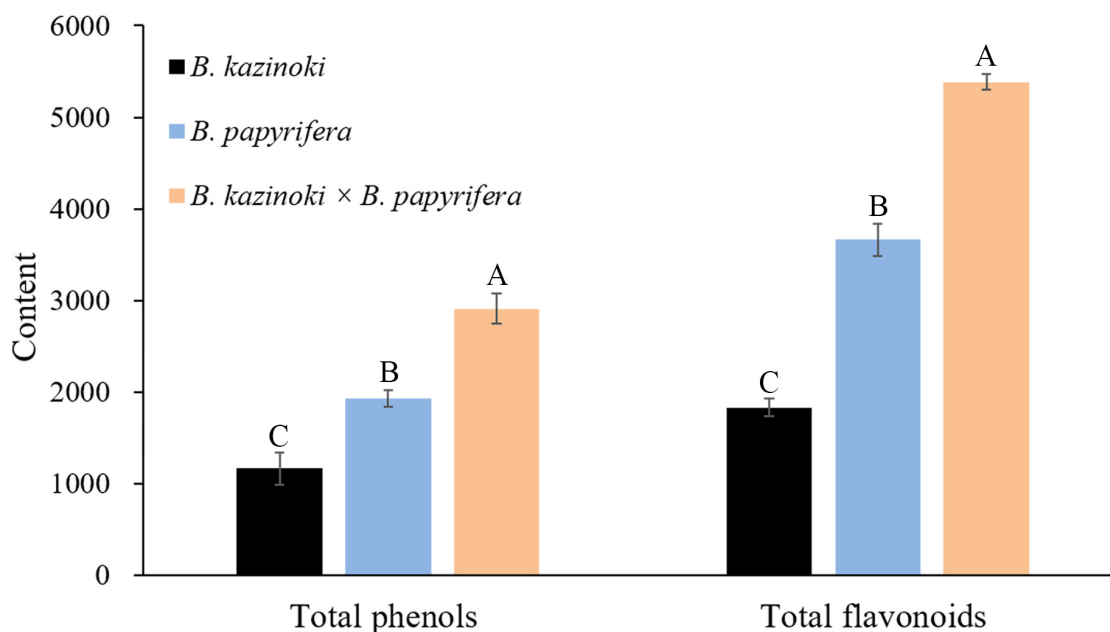 6000
5000
4000
3000
2000
1000
0
Content
B. kazinoki
B. papyrifera
B. kazinoki × B. papyrifera
C
B
A
C
B
A
Total phenols
Total flavonoids